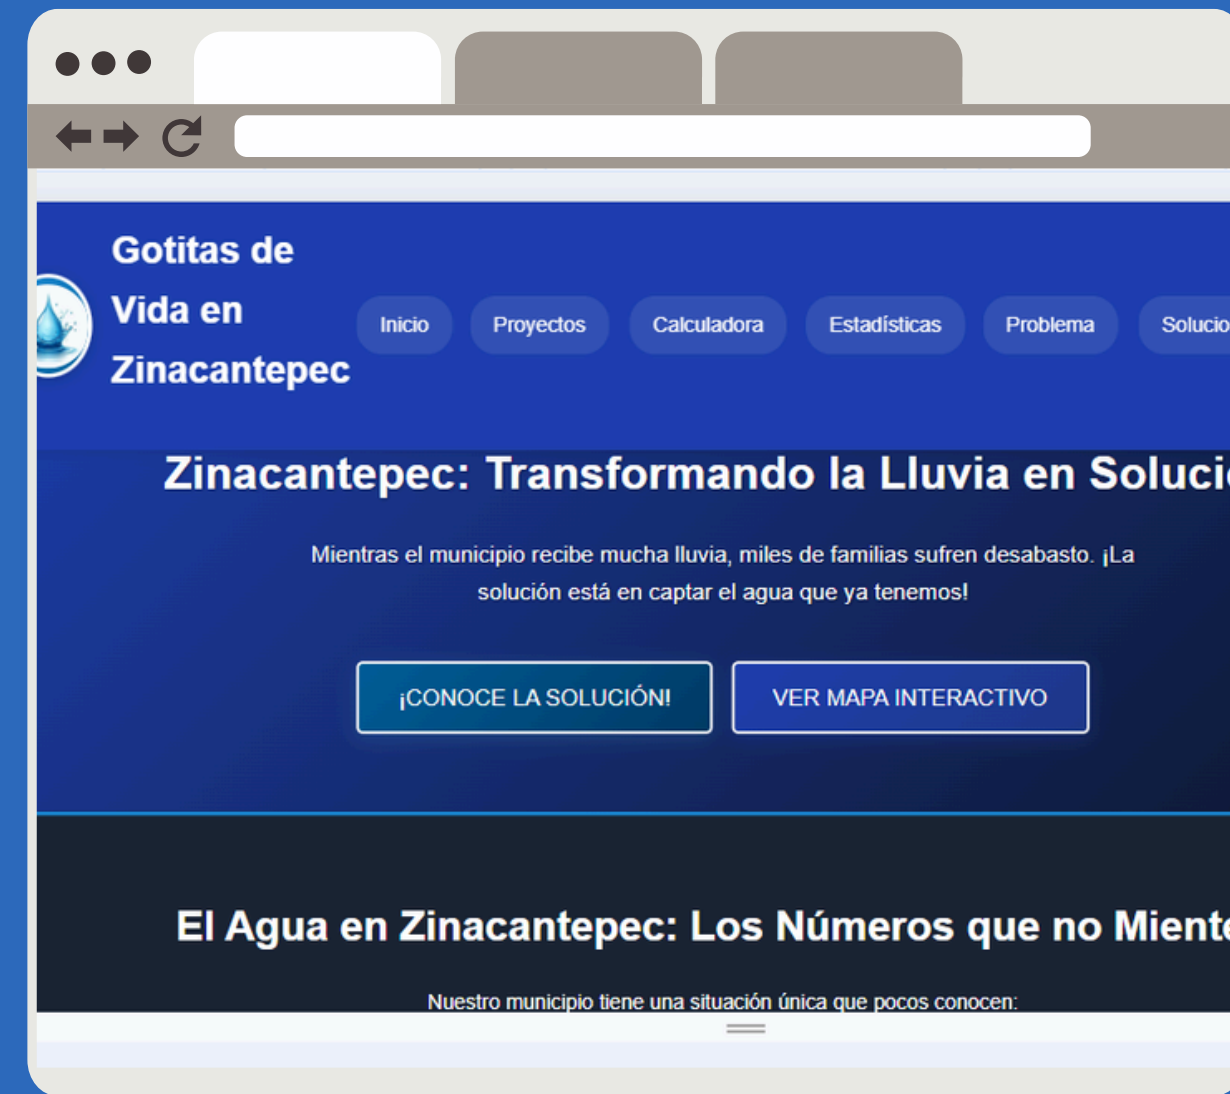 Gotitas de
Vida en
Zinacantepec
Inicio
Proyectos
Calculadora
Estadísticas
Problema
Zinacantepec: Transformando la Lluvia en
Mientras el municipio recibe mucha lluvia, miles de familias sufren desabasto. ¡La
solución está en captar el agua que ya tenemos!
¡CONOCE LA SOLUCIÓN!
VER MAPA INTERACTIVO
El Agua en Zinacantepec: Los Números que no
Nuestro municipio tiene una situación única que pocos conocen: